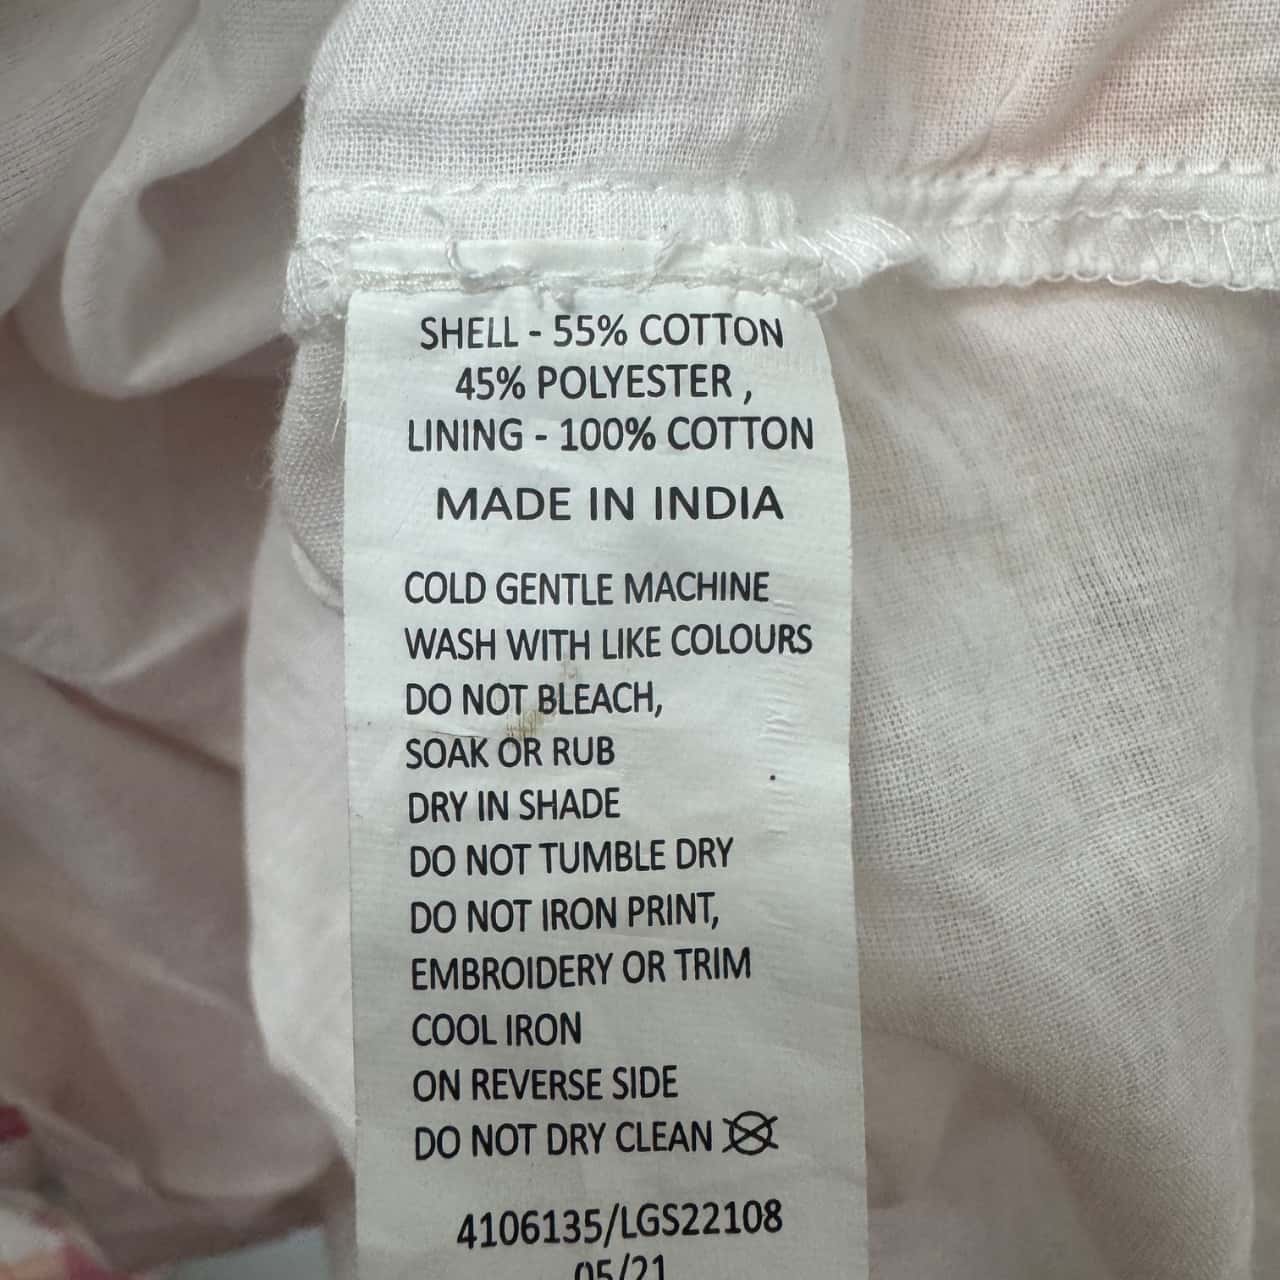 SHELL - 55% COTTON
45% POLYESTER ,
LINING - 100% COTTON
MADE IN INDIA
COLD GENTLE MACHINE
WASH WITH LIKE COLOURS
DO NOT BLEACH,
SOAK OR RUB
DRY IN SHADE
DO NOT TUMBLE DRY
DO NOT IRON PRINT,
EMBROIDERY OR TRIM
COOL IRON
ON REVERSE SIDE
DO NOT DRY CLEAN
4106135/LGS22108
05/21